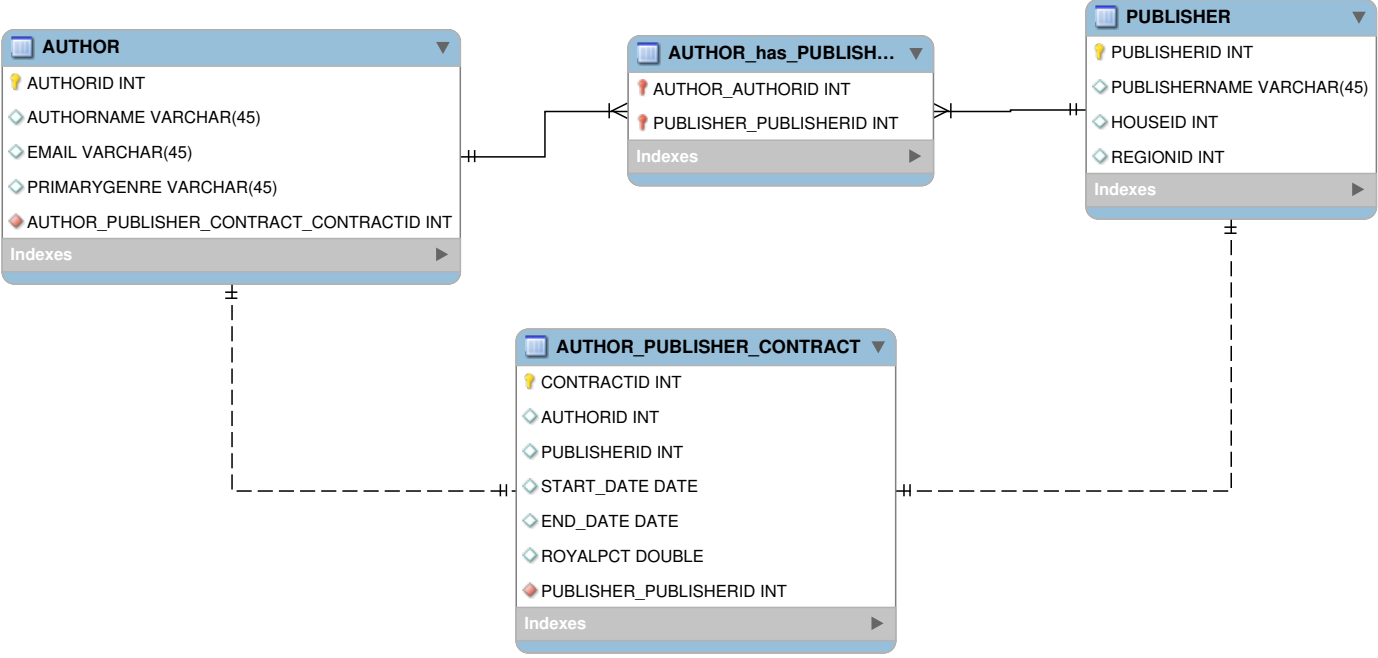 AUTHOR
AUTHORID INT
AUTHORNAME VARCHAR(45)
EMAIL VARCHAR(45)
PRIMARYGENRE VARCHAR(45)
AUTHOR_PUBLISHER_CONTRACT_CONTRACTID INT
Indexes
AUTHOR_has_PUBLISH...
AUTHOR_AUTHORID INT
PUBLISHER_PUBLISHERID INT
Indexes
PUBLISHER
PUBLISHERID INT
PUBLISHERNAME VARCHAR(45)
HOUSEID INT
REGIONID INT
Indexes
AUTHOR_PUBLISHER_CONTRACT
CONTRACTID INT
AUTHORID INT
PUBLISHERID INT
START_DATE DATE
END_DATE DATE
ROYALPCT DOUBLE
PUBLISHER_PUBLISHERID INT
Indexes